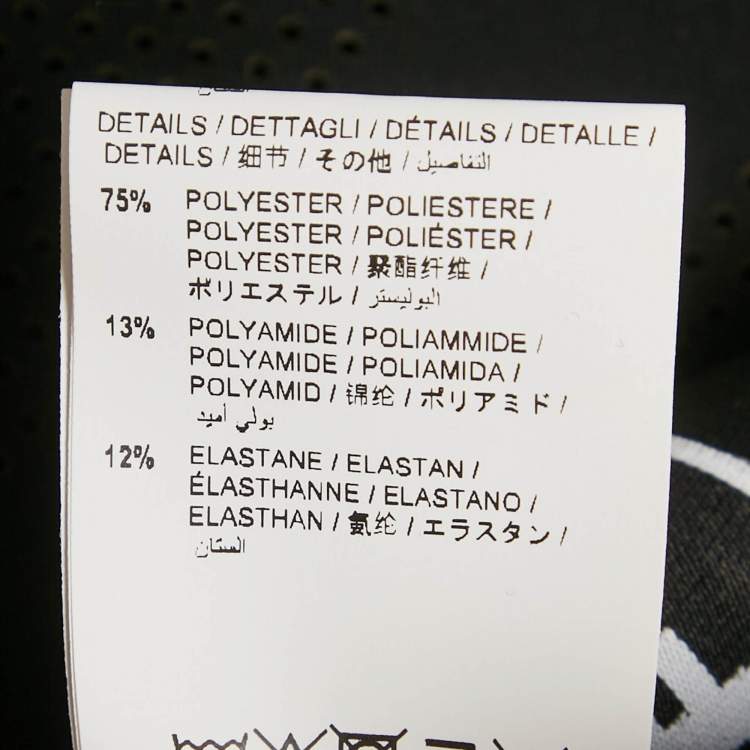 DETAILS / DETTAGLI / DÉTAILS / DETALLE /
DETAILS / 细节 / その他 / التفاصيل
75% POLYESTER / POLIESTERE /
POLYESTER / POLIÉSTER /
POLYESTER / 聚酯纤维 /
ポリエステル / البوليستر
13% POLYAMIDE / POLIAMMIDE /
POLYAMIDE / POLIAMIDA /
POLYAMID / 锦纶 / ポリアミド /
بولي أميد
12% ELASTANE / ELASTAN /
ÉLASTHANNE / ELASTANO /
ELASTHAN / 氨纶 / エラスタン /
الستان